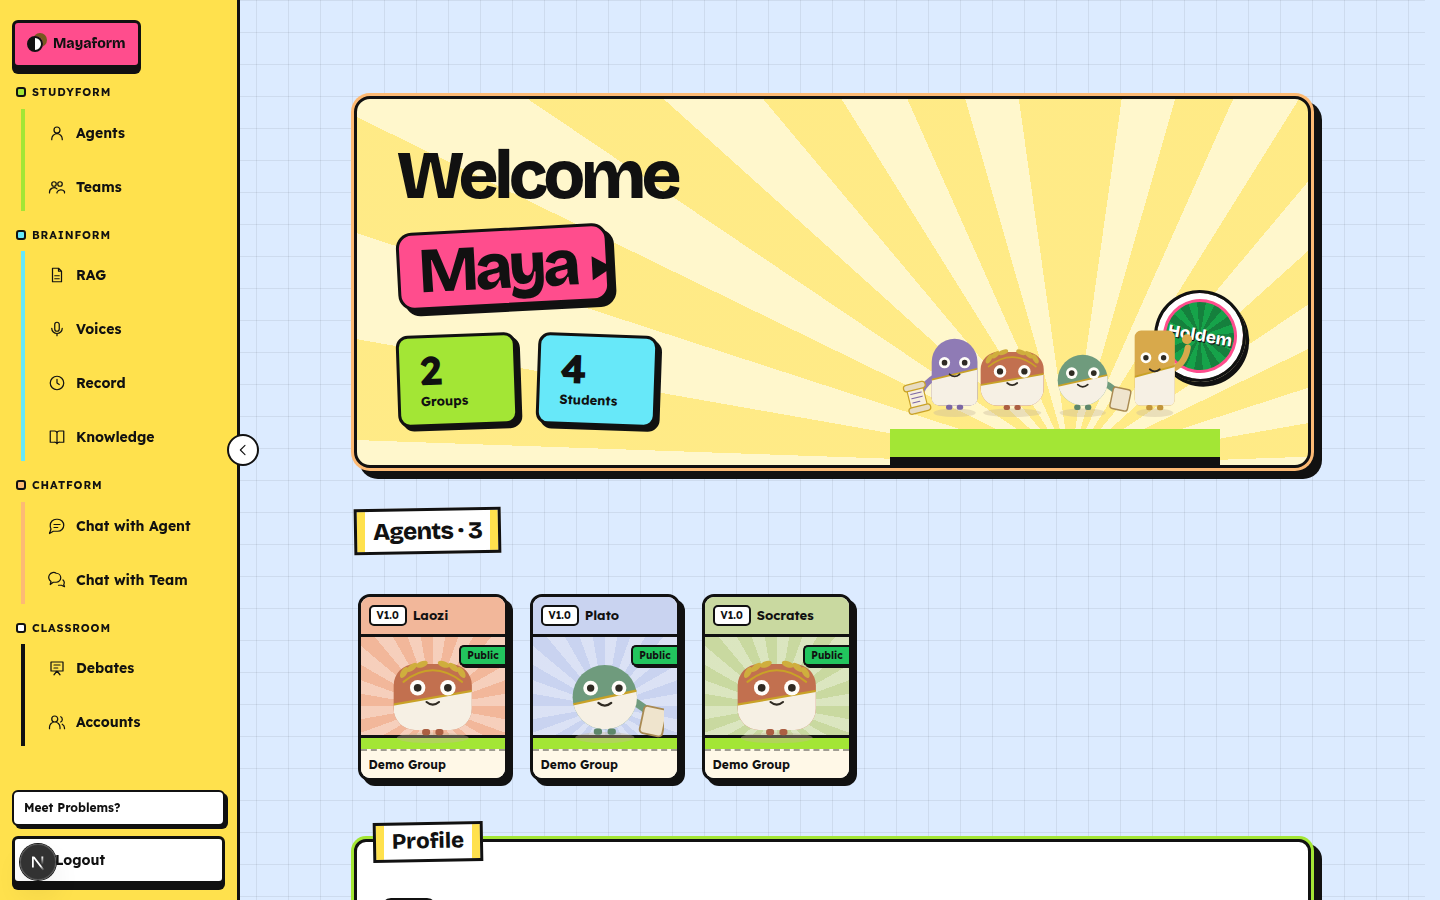 Mayaform
STUDYFORM
Agents
Teams
BRAINFORM
RAG
Voices
Record
Knowledge
CHATFORM
Chat with Agent
Chat with Team
CLASSROOM
Debates
Accounts
Meet Problems?
N
Logout
Welcome
Maya
2
Groups
4
Students
Holdem
Agents · 3
V1.0 Laozi
Public
Demo Group
V1.0 Plato
Public
Demo Group
V1.0 Socrates
Public
Demo Group
Profile